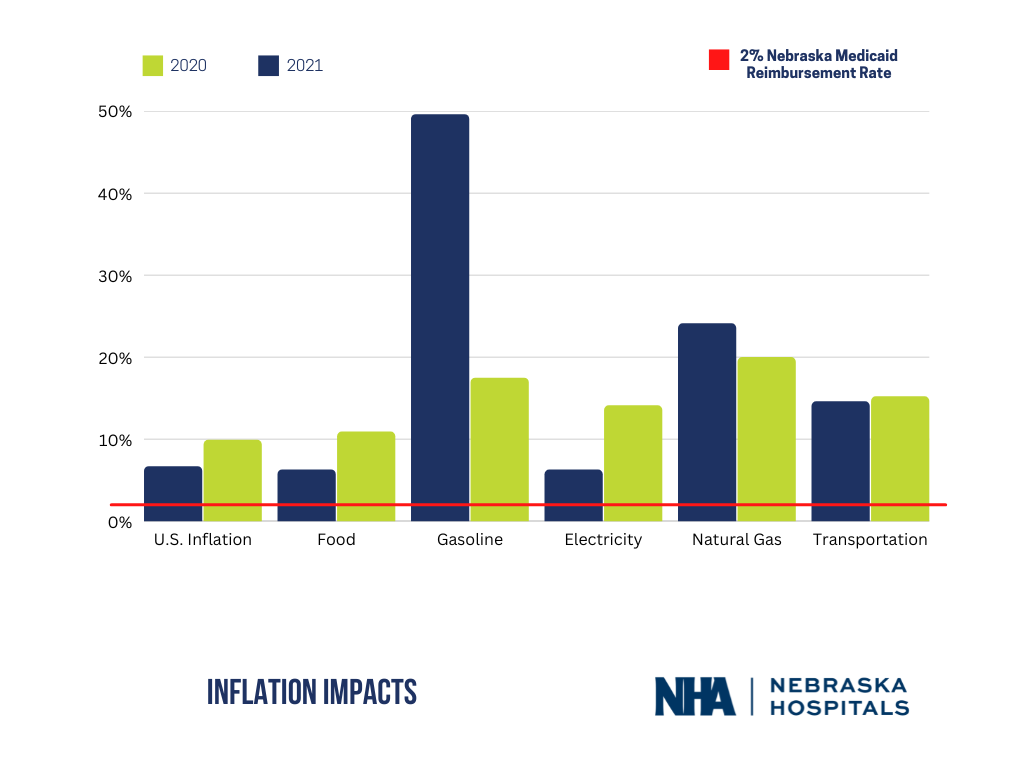 2020
2021
2% Nebraska Medicaid
Reimbursement Rate
50%
40%
30%
20%
10%
0%
U.S. Inflation
Food
Gasoline
Electricity
Natural Gas
Transportation
INFLATION IMPACTS
NHA
NEBRASKA
HOSPITALS